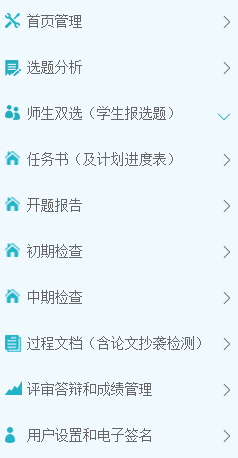 首页管理
选题分析
师生双选（学生报选题）
任务书（及计划进度表）
开题报告
初期检查
中期检查
过程文档（含论文抄袭检测）
评审答辩和成绩管理
用户设置和电子签名